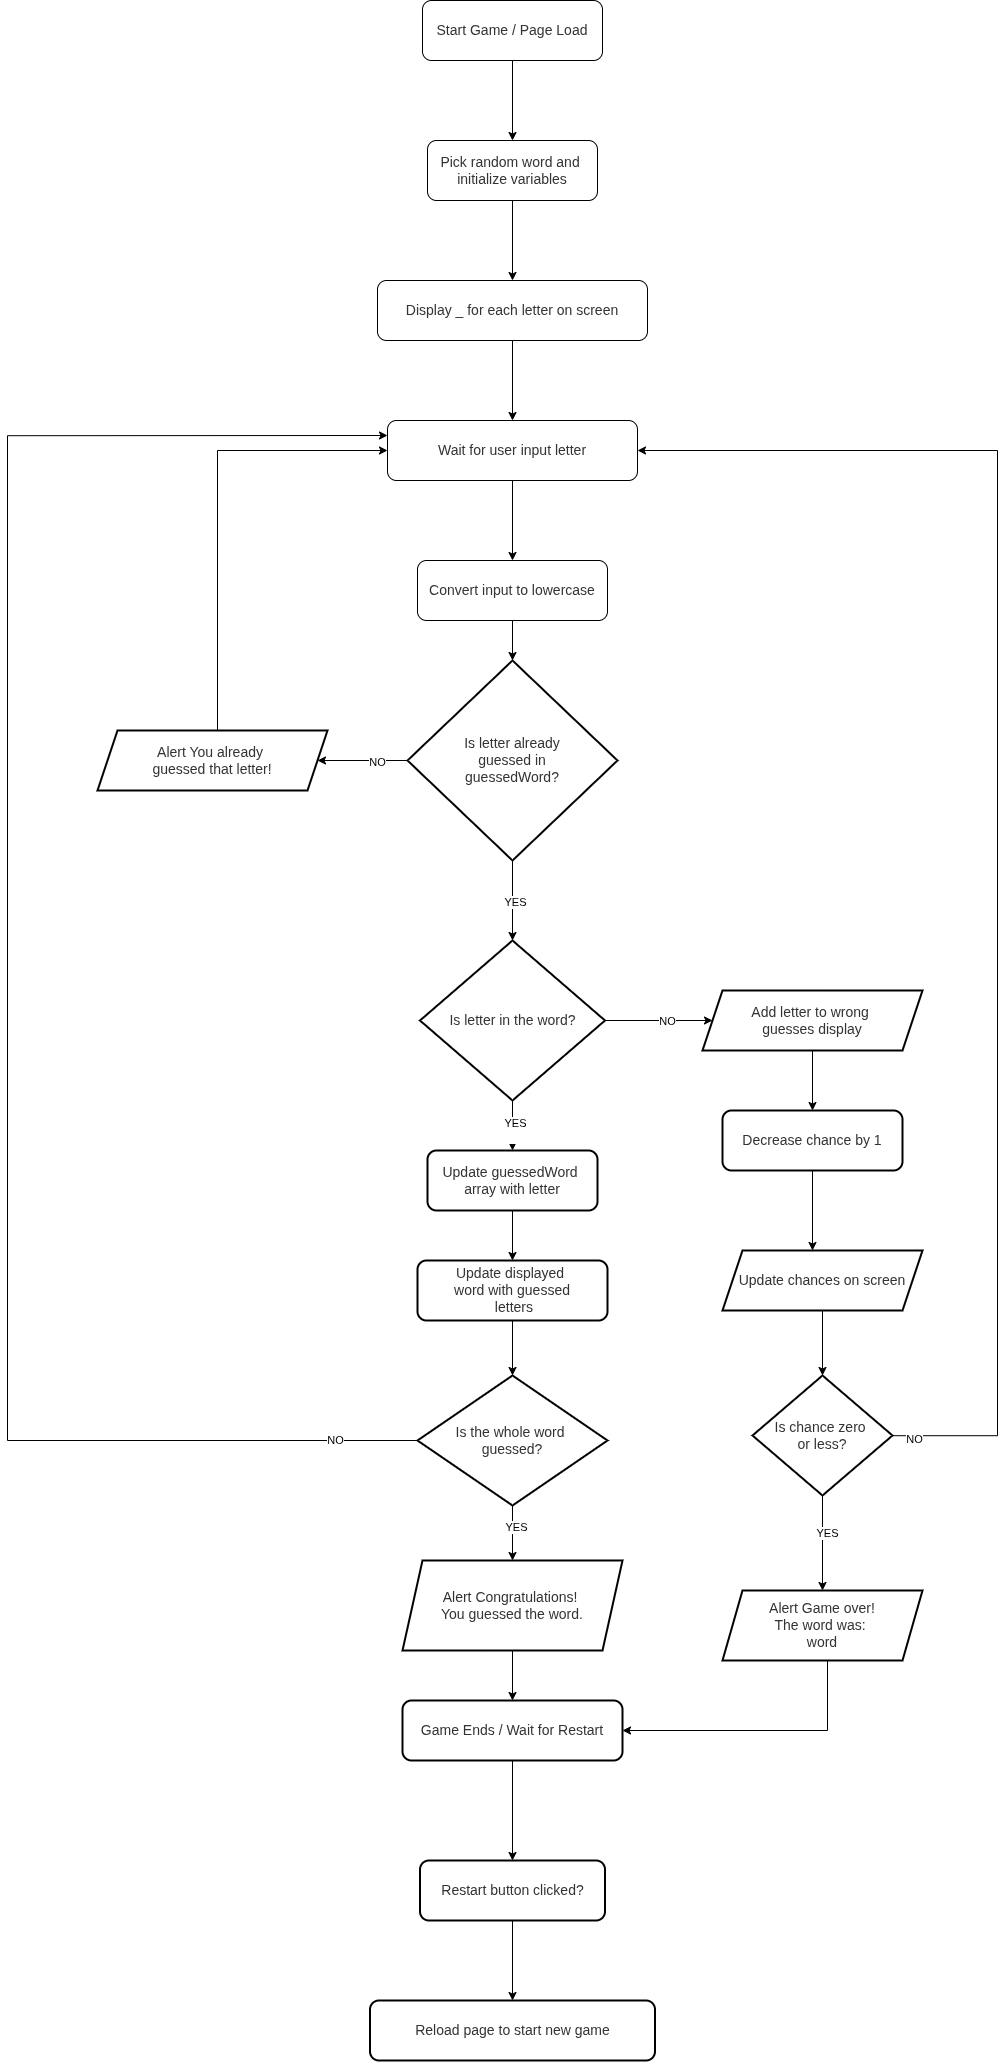 Start Game / Page Load
Pick random word and
initialize variables
Display _ for each letter on screen
Wait for user input letter
Convert input to lowercase
Is letter already
guessed in
guessedWord?
NO
Alert You already
guessed that letter!
YES
Is letter in the word?
NO
Add letter to wrong
guesses display
YES
Decrease chance by 1
Update guessedWord
array with letter
Update displayed
word with guessed
letters
Update chances on screen
Is the whole word
guessed?
NO
Is chance zero
or less?
NO
YES
YES
Alert Congratulations!
You guessed the word.
Alert Game over!
The word was:
word
Game Ends / Wait for Restart
Restart button clicked?
Reload page to start new game